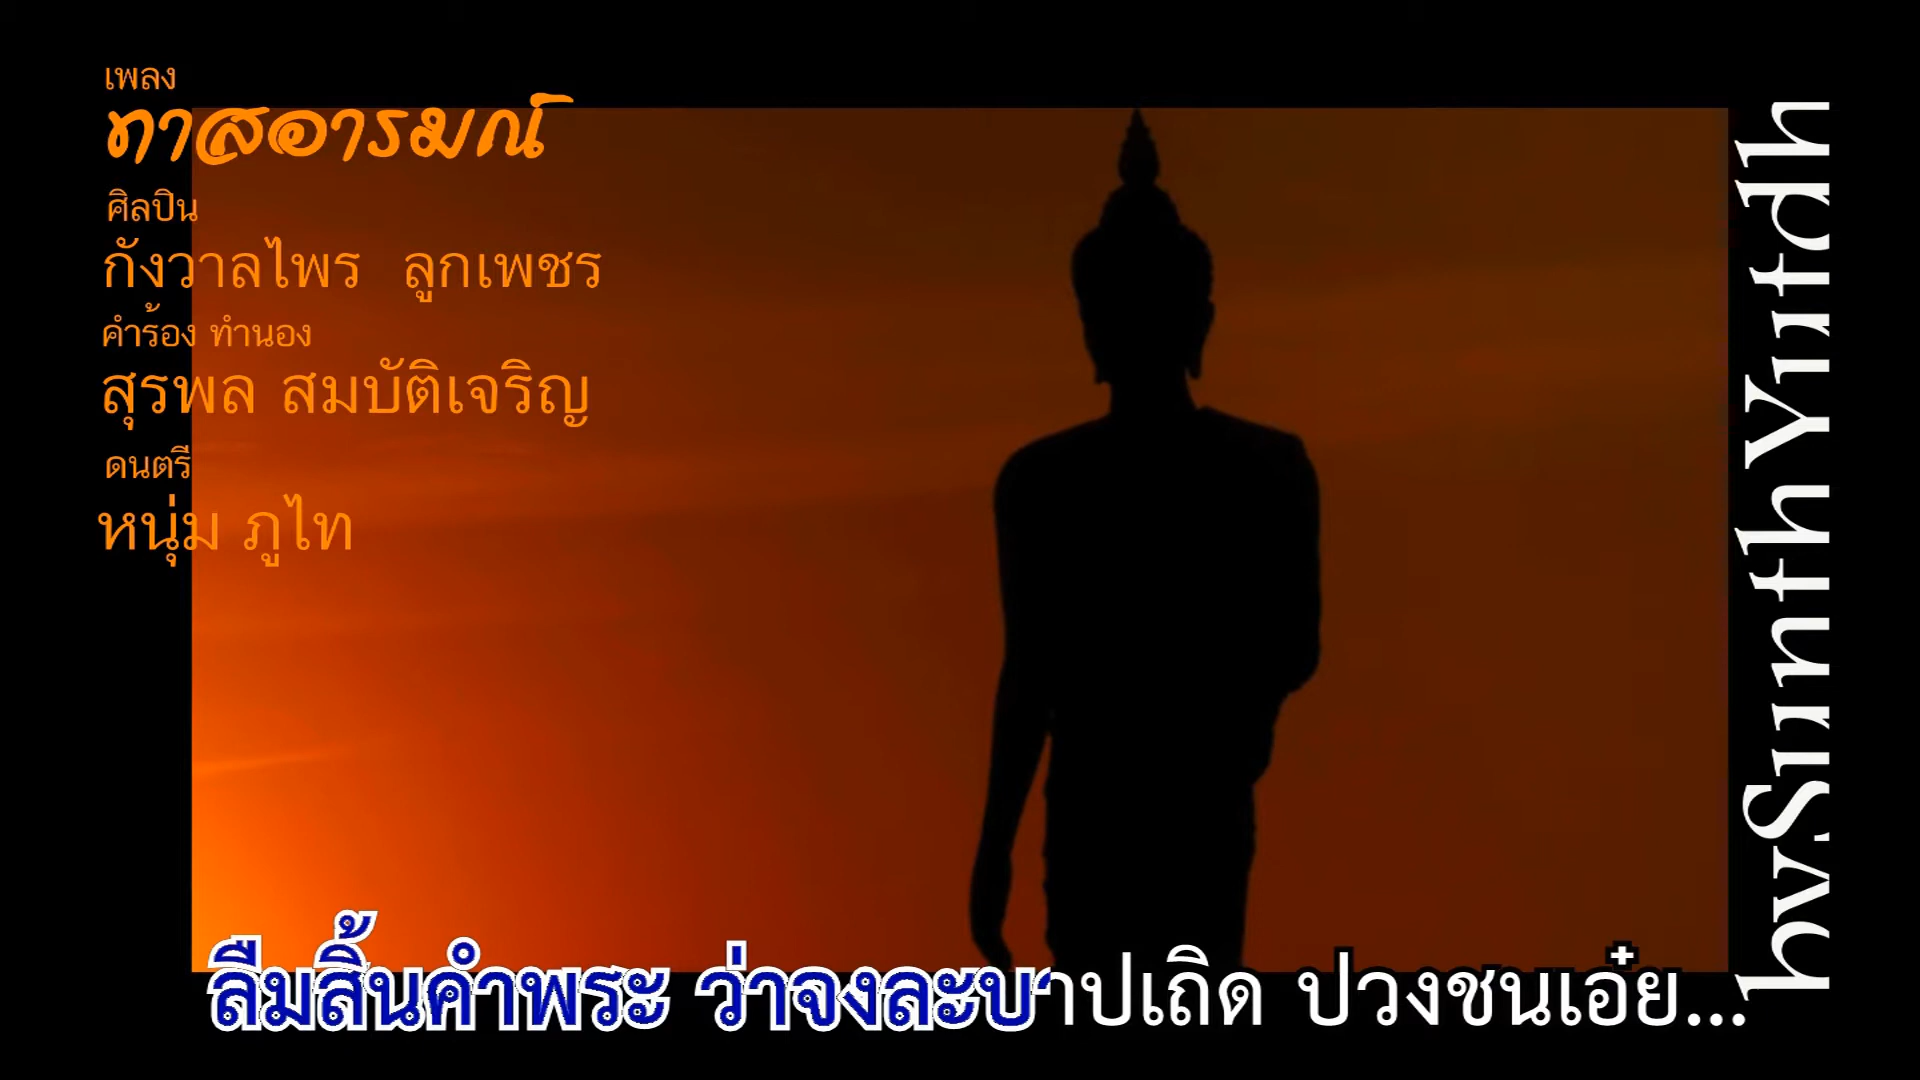 เพลง
ทาสอารมณ์
ศิลปิน
กังวาลไพร ลูกเพชร
คำร้อง ทำนอง
สุรพล สมบัติเจริญ
ดนตรี
หนุ่ม ภูไท
ลืมสิ้นคำพระ ว่าจงละบาปเถิด ปวงชนเอ๋ย...